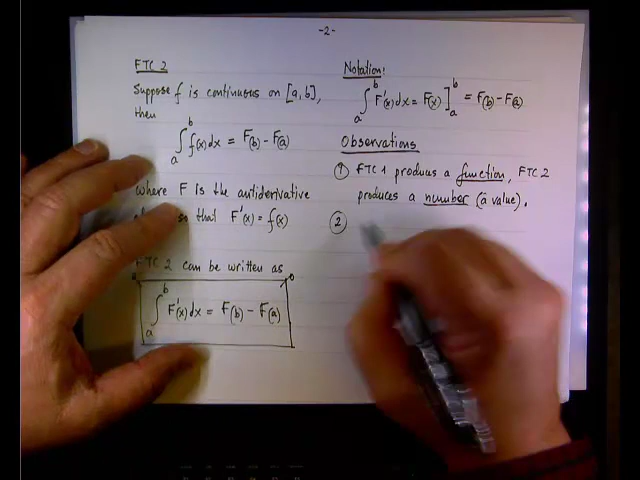 -2-
FTC 2
Suppose f is continuous on [a, b],
then
∫ₐᵇ f(x)dx = F(b) - F(a)
where F is the antiderivative
so that F'(x) = f(x)
FTC 2 can be written as
∫ₐᵇ F'(x)dx = F(b) - F(a)
Notation:
∫ₐᵇ F'(x)dx = F(x)]ₐᵇ = F(b) - F(a)
Observations
① FTC 1 produces a function, FTC 2
produces a number (a value).
②